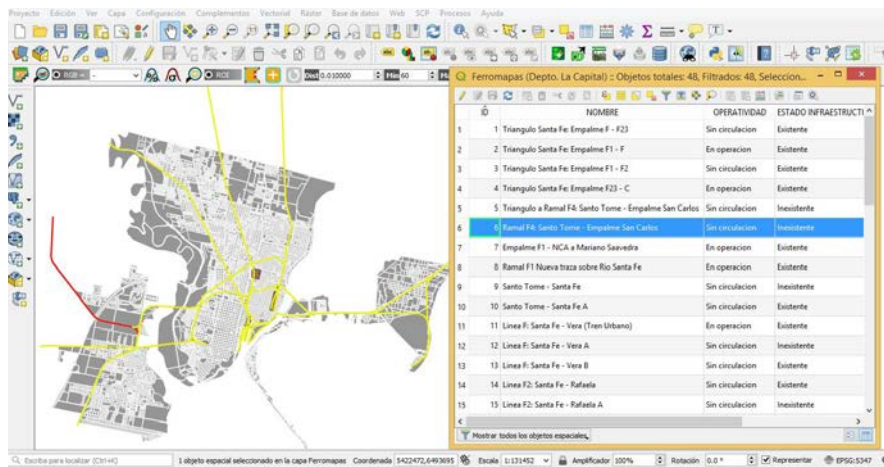 Proyecto Edición Ver Capa Configuración Complementos Vectorial Ráster Base de datos Web SCP Procesos Ayuda
Dist 0.010000
Min 60
Ferromapas (Depto. La Capital) :: Objetos totales: 48, Filtrados: 48, Seleccion...
ID NOMBRE OPERATIVIDAD ESTADO INFRAESTRUCTI
1 1 Triangulo Santa Fe: Empalme F - F23 Sin circulacion Existente
2 2 Triangulo Santa Fe: Empalme F1 - F En operacion Existente
3 3 Triangulo Santa Fe: Empalme F1 - F2 Sin circulacion Existente
4 4 Triangulo Santa Fe: Empalme F23 - C En operacion Existente
5 5 Triangulo a Ramal F4: Santo Tome - Empalme San Carlos Sin circulacion Inexistente
6 6 Ramal F4: Santo Tome - Empalme San Carlos Sin circulacion Inexistente
7 7 Empalme F1 - NCA a Mariano Saavedra En operacion Existente
8 8 Ramal F1 Nueva traza sobre Rio Santa Fe En operacion Existente
9 9 Santo Tome - Santa Fe Sin circulacion Inexistente
10 10 Santo Tome - Santa Fe A Sin circulacion Existente
11 11 Linea F: Santa Fe - Vera (Tren Urbano) En operacion Existente
12 12 Linea F: Santa Fe - Vera A Sin circulacion Inexistente
13 13 Linea F: Santa Fe - Vera B Sin circulacion Existente
14 14 Linea F2: Santa Fe - Rafaela Sin circulacion Existente
15 15 Linea F2: Santa Fe - Rafaela A Sin circulacion Inexistente
Mostrar todos los objetos espaciales
Escriba para localizar (Ctrl+K) 1 objeto espacial seleccionado en la capa Ferromapas Coordenada 5422472,6493695 Escala 1:131452 Amplificador 100% Rotación 0.0 ° Representar EPSG:5347